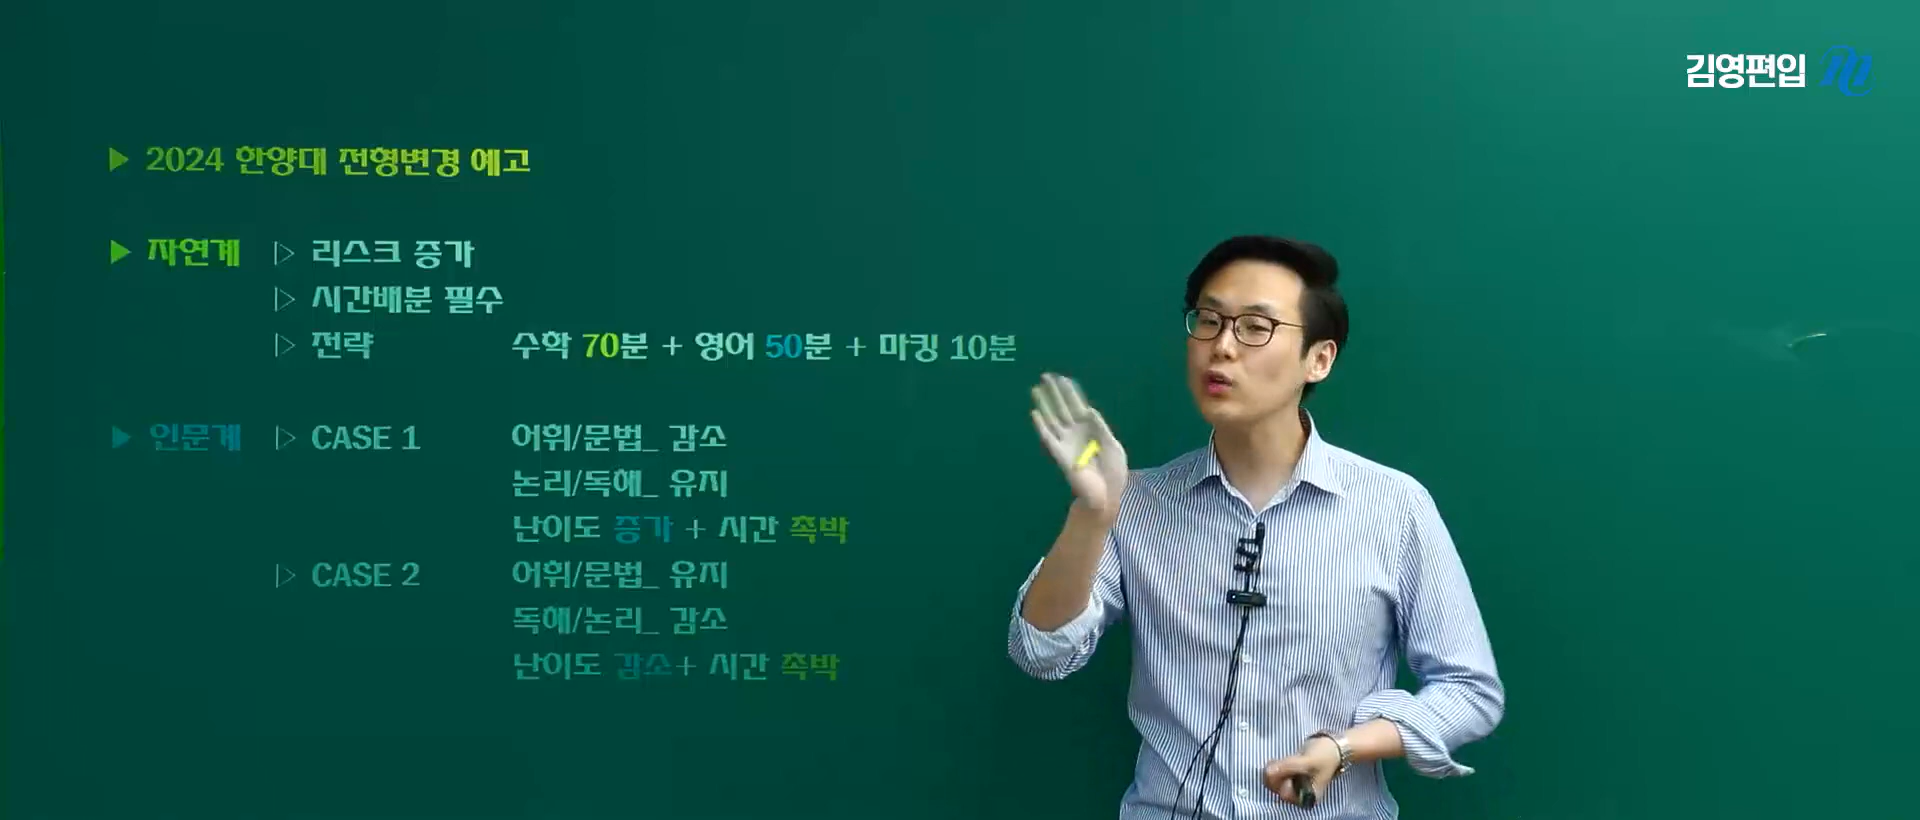 김영편입
▶ 2024 한양대 전형변경 예고
▶ 자연계 ▷ 리스크 증가
▷ 시간배분 필수
▷ 전략 수학 70분 + 영어 50분 + 마킹 10분
▶ 인문계 ▷ CASE 1 어휘/문법_ 감소
논리/독해_ 유지
난이도 증가 + 시간 촉박
▷ CASE 2 어휘/문법_ 유지
독해/논리_ 감소
난이도 감소+ 시간 촉박